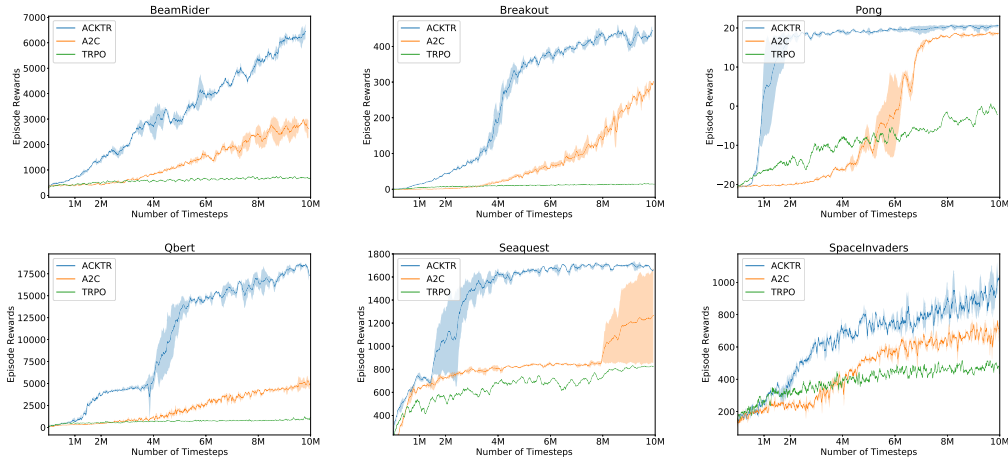 BeamRider
Episode Rewards
7000
6000
5000
4000
3000
2000
1000
0
ACKTR
A2C
TRPO
1M 2M 4M 6M 8M 10M
Number of Timesteps
Breakout
Episode Rewards
400
300
200
100
0
ACKTR
A2C
TRPO
1M 2M 4M 6M 8M 10M
Number of Timesteps
Pong
Episode Rewards
20
10
0
−10
−20
ACKTR
A2C
TRPO
1M 2M 4M 6M 8M 10M
Number of Timesteps
Qbert
Episode Rewards
17500
15000
12500
10000
7500
5000
2500
0
ACKTR
A2C
TRPO
1M 2M 4M 6M 8M 10M
Number of Timesteps
Seaquest
Episode Rewards
1800
1600
1400
1200
1000
800
600
400
ACKTR
A2C
TRPO
1M 2M 4M 6M 8M 10M
Number of Timesteps
SpaceInvaders
Episode Rewards
1000
800
600
400
200
ACKTR
A2C
TRPO
1M 2M 4M 6M 8M 10M
Number of Timesteps